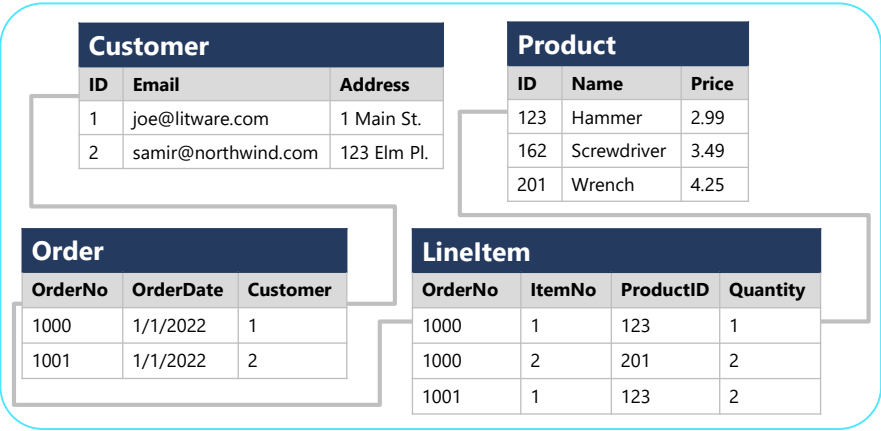 Customer
ID Email Address
1 joe@litware.com 1 Main St.
2 samir@northwind.com 123 Elm Pl.
Product
ID Name Price
123 Hammer 2.99
162 Screwdriver 3.49
201 Wrench 4.25
Order
OrderNo OrderDate Customer
1000 1/1/2022 1
1001 1/1/2022 2
LineItem
OrderNo ItemNo ProductID Quantity
1000 1 123 1
1000 2 201 2
1001 1 123 2